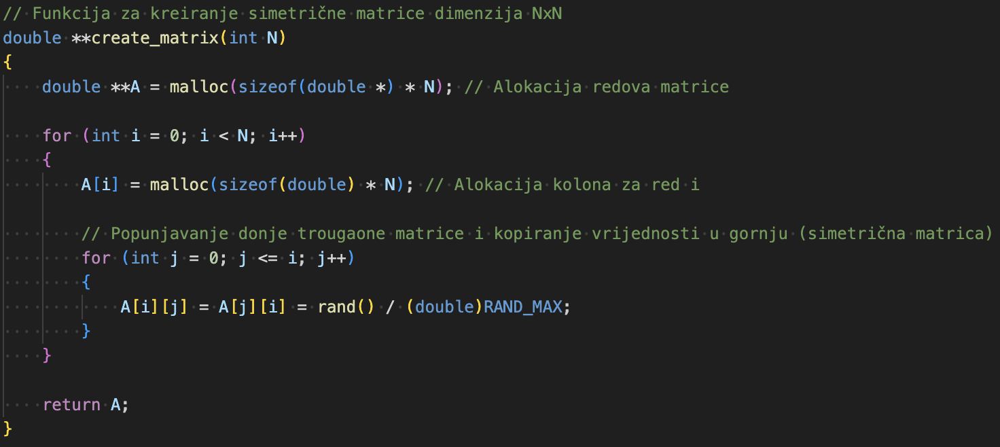 // Funkcija za kreiranje simetrične matrice dimenzija NxN
double **create_matrix(int N)
{
    double **A = malloc(sizeof(double *) * N); // Alokacija redova matrice
    for (int i = 0; i < N; i++)
    {
        A[i] = malloc(sizeof(double) * N); // Alokacija kolona za red i
        // Popunjavanje donje trougaone matrice i kopiranje vrijednosti u gornju (simetrična matrica)
        for (int j = 0; j <= i; j++)
        {
            A[i][j] = A[j][i] = rand() / (double)RAND_MAX;
        }
    }
    return A;
}